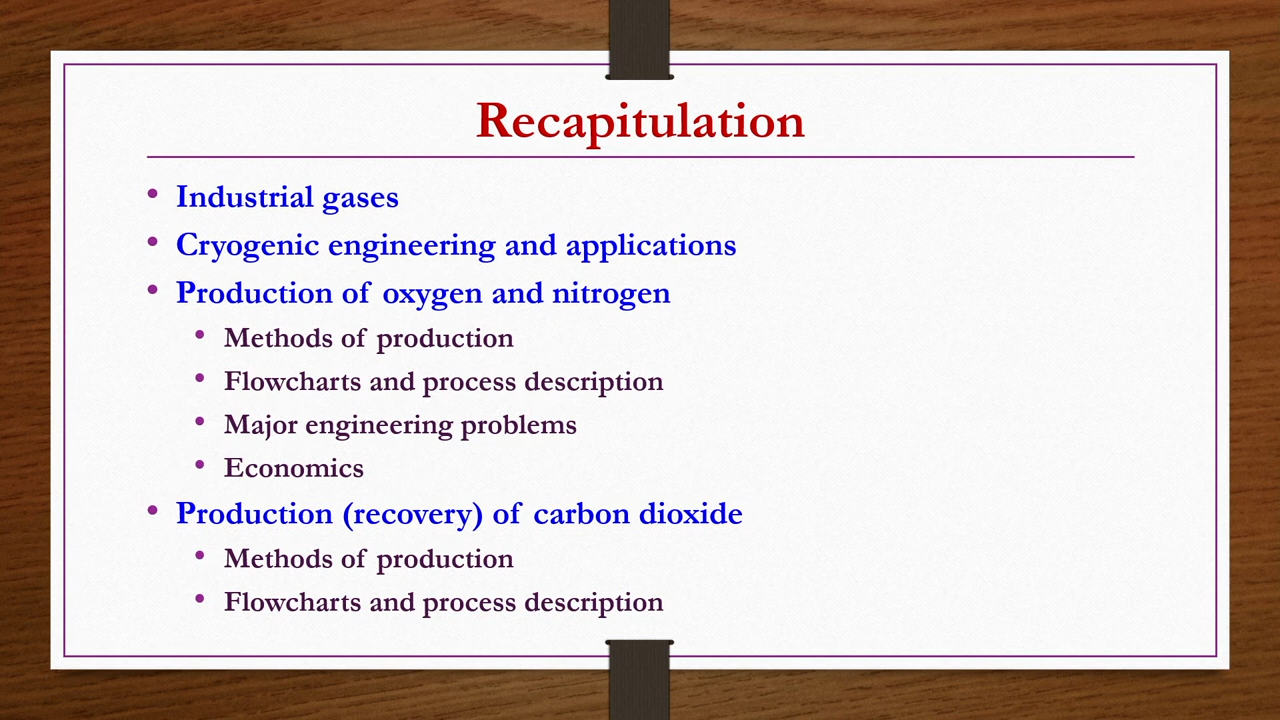 Recapitulation
• Industrial gases
• Cryogenic engineering and applications
• Production of oxygen and nitrogen
• Methods of production
• Flowcharts and process description
• Major engineering problems
• Economics
• Production (recovery) of carbon dioxide
• Methods of production
• Flowcharts and process description